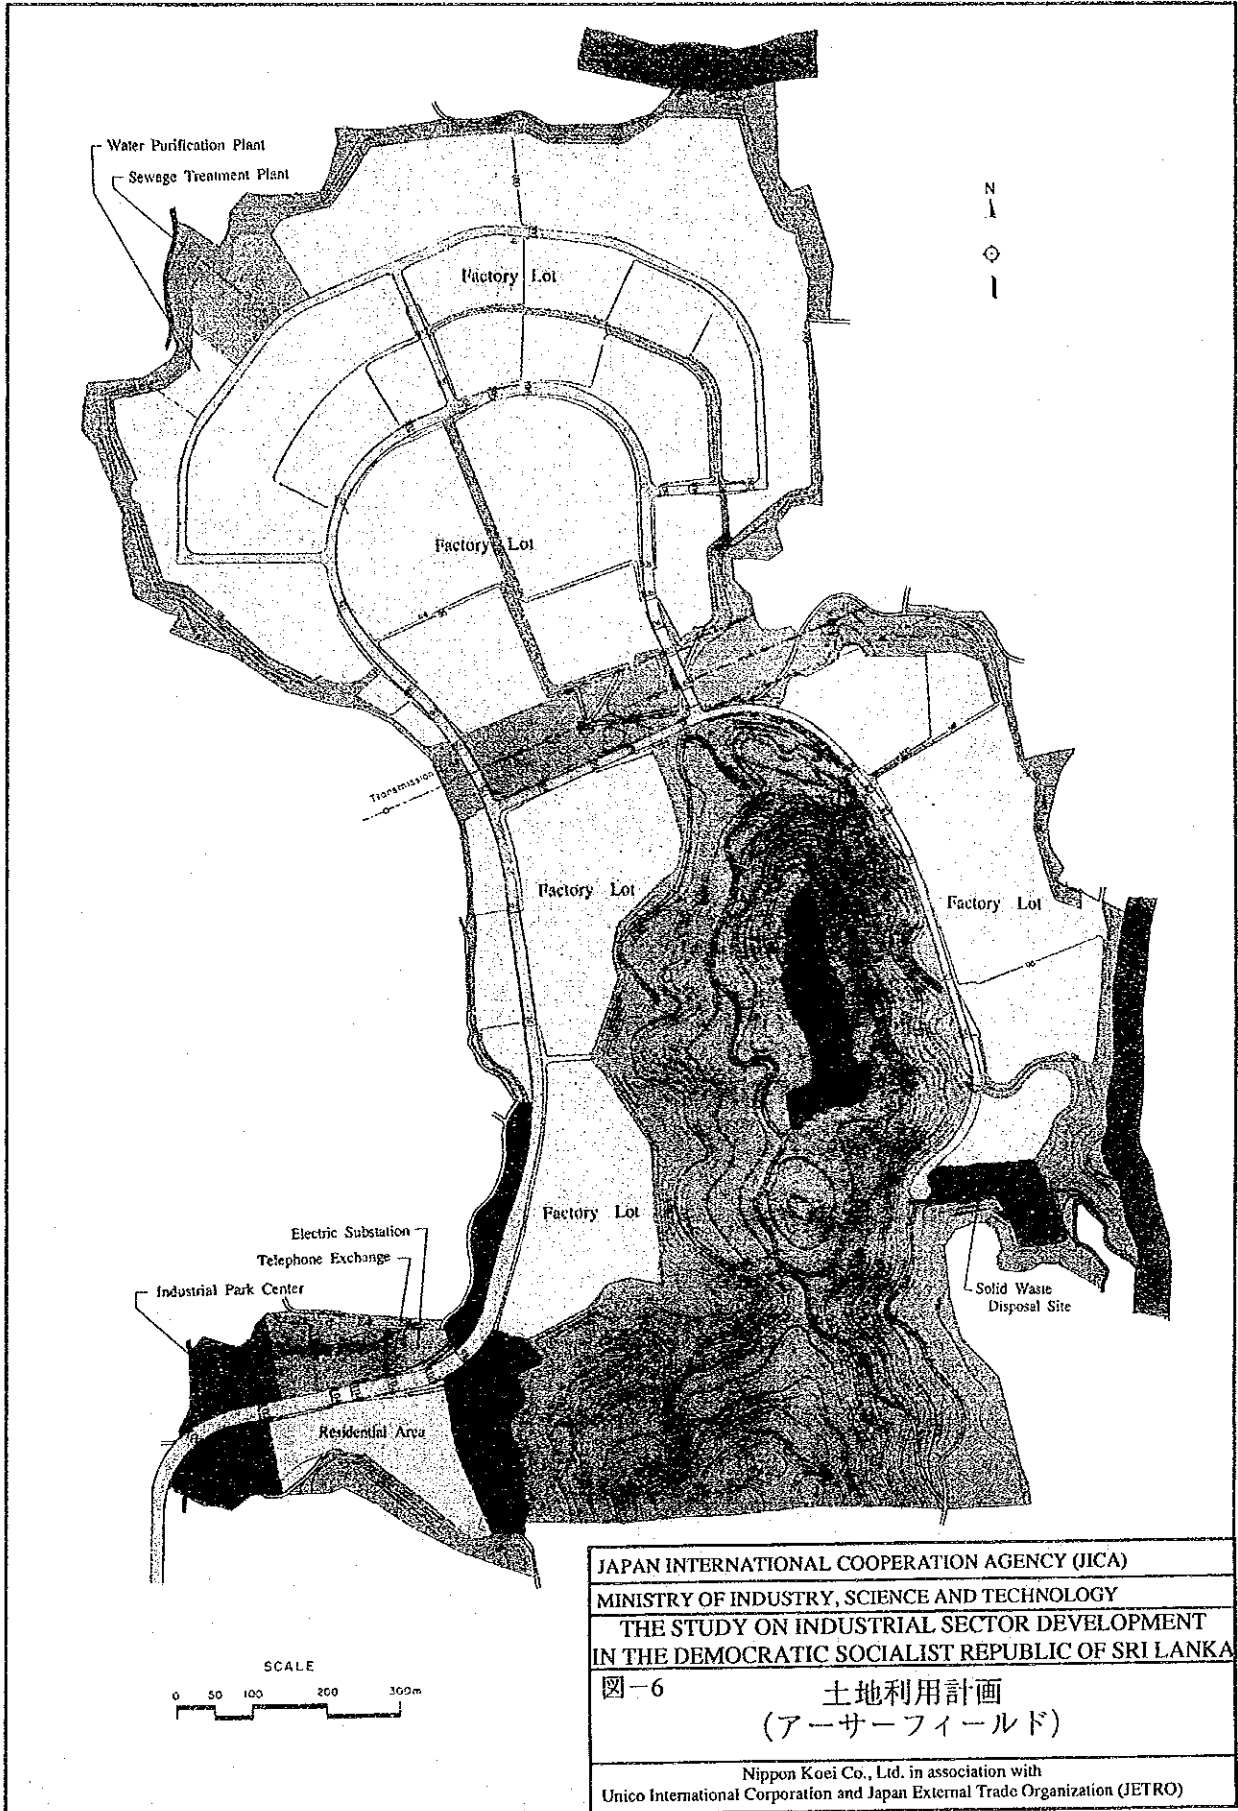 Water Purification Plant
Sewage Treatment Plant
N
Factory Lot
Factory Lot
Transmission
Factory Lot
Factory Lot
Factory Lot
Electric Substation
Telephone Exchange
Industrial Park Center
Solid Waste
Disposal Site
Residential Area
JAPAN INTERNATIONAL COOPERATION AGENCY (JICA)
MINISTRY OF INDUSTRY, SCIENCE AND TECHNOLOGY
THE STUDY ON INDUSTRIAL SECTOR DEVELOPMENT
IN THE DEMOCRATIC SOCIALIST REPUBLIC OF SRI LANKA
SCALE
0 50 100 200 300m
図-6 土地利用計画
(アーサーフィールド)
Nippon Koei Co., Ltd. in association with
Unico International Corporation and Japan External Trade Organization (JETRO)